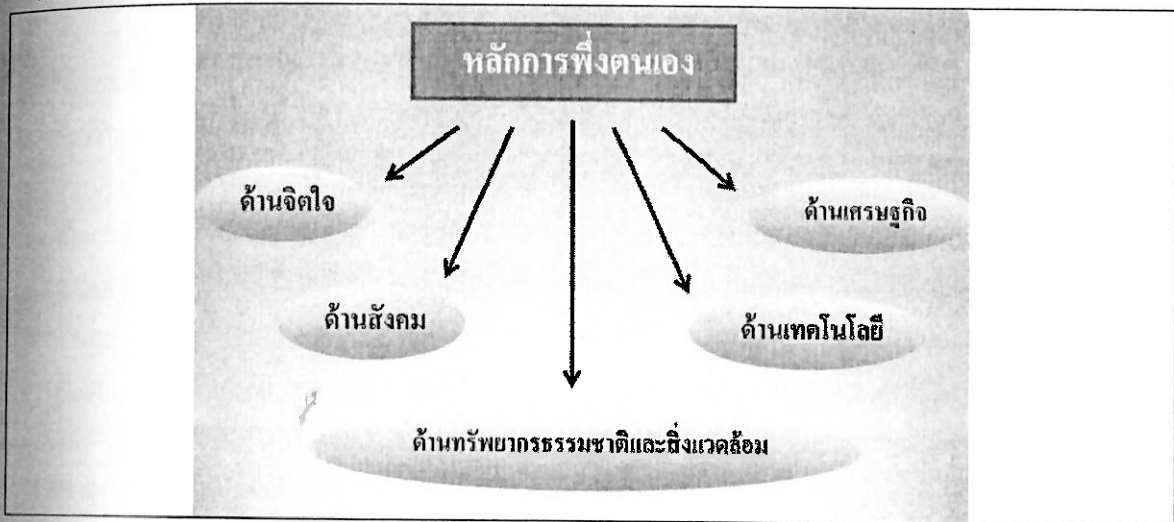 หลักการพึ่งตนเอง
ด้านจิตใจ
ด้านเศรษฐกิจ
ด้านสังคม
ด้านเทคโนโลยี
ด้านทรัพยากรธรรมชาติและสิ่งแวดล้อม